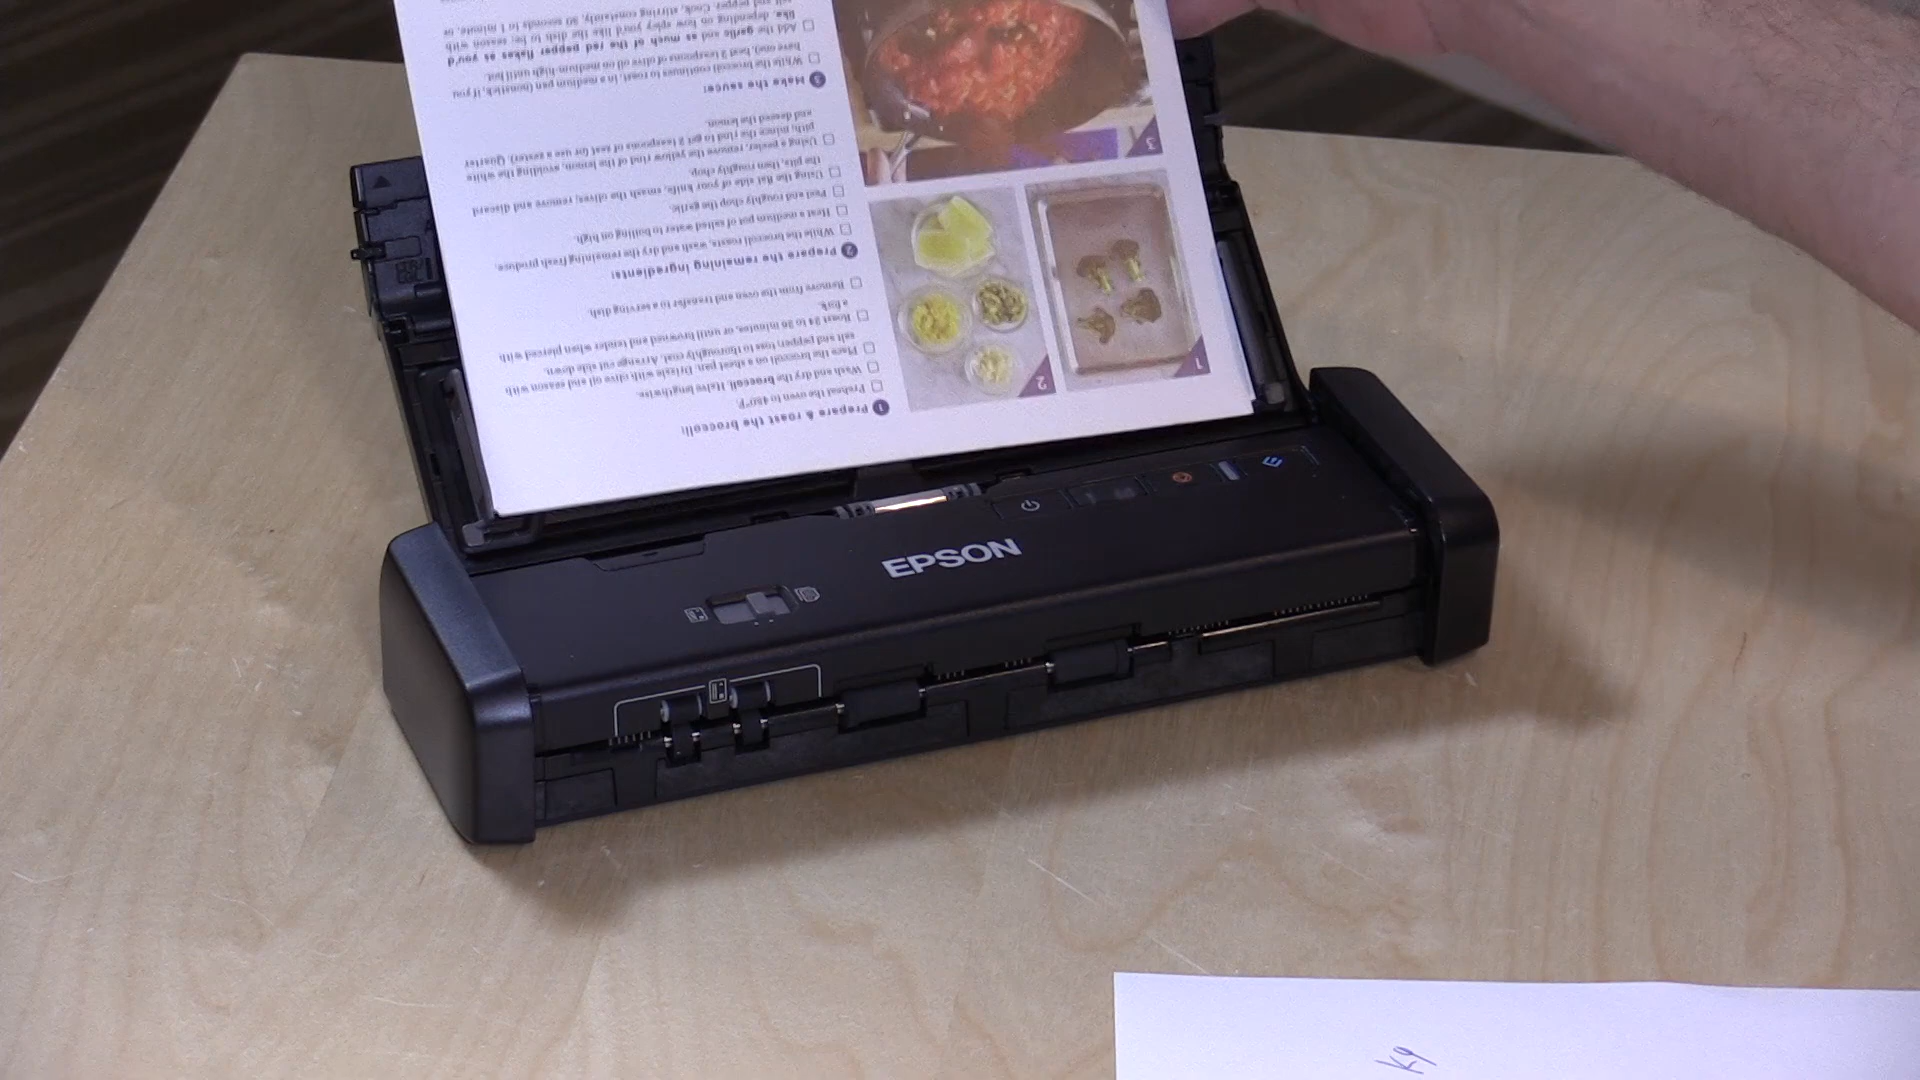 1 Prepare & roast the broccoli:
Preheat the oven to 450°F.
Wash and dry the broccoli. Halve lengthwise.
Place the broccoli on a sheet pan. Drizzle with olive oil and season with
salt and pepper; toss to thoroughly coat. Arrange cut side down.
Roast 24 to 26 minutes, or until browned and tender when pierced with
a fork.
Remove from the oven and transfer to a serving dish.
2 Prepare the remaining ingredients:
While the broccoli roasts, wash and dry the remaining fresh produce.
Heat a medium pot of salted water to boiling on high.
Peel and roughly chop the garlic.
Using the flat side of your knife, smash the olives; remove and discard
the pits, then roughly chop.
Using a peeler, remove the yellow rind of the lemon, avoiding the white
pith; mince the rind to get 2 teaspoons of zest (or use a zester). Quarter
and deseed the lemon.
3 Make the sauce:
While the broccoli continues to roast, in a medium pan (nonstick, if you
have one), heat 2 teaspoons of olive oil on medium-high until hot.
Add the garlic and as much of the red pepper flakes as you'd
like, depending on how spicy you'd like the dish to be; season with
salt and pepper. Cook, stirring constantly, 30 seconds to 1 minute, or
1
2
3
EPSON
K9